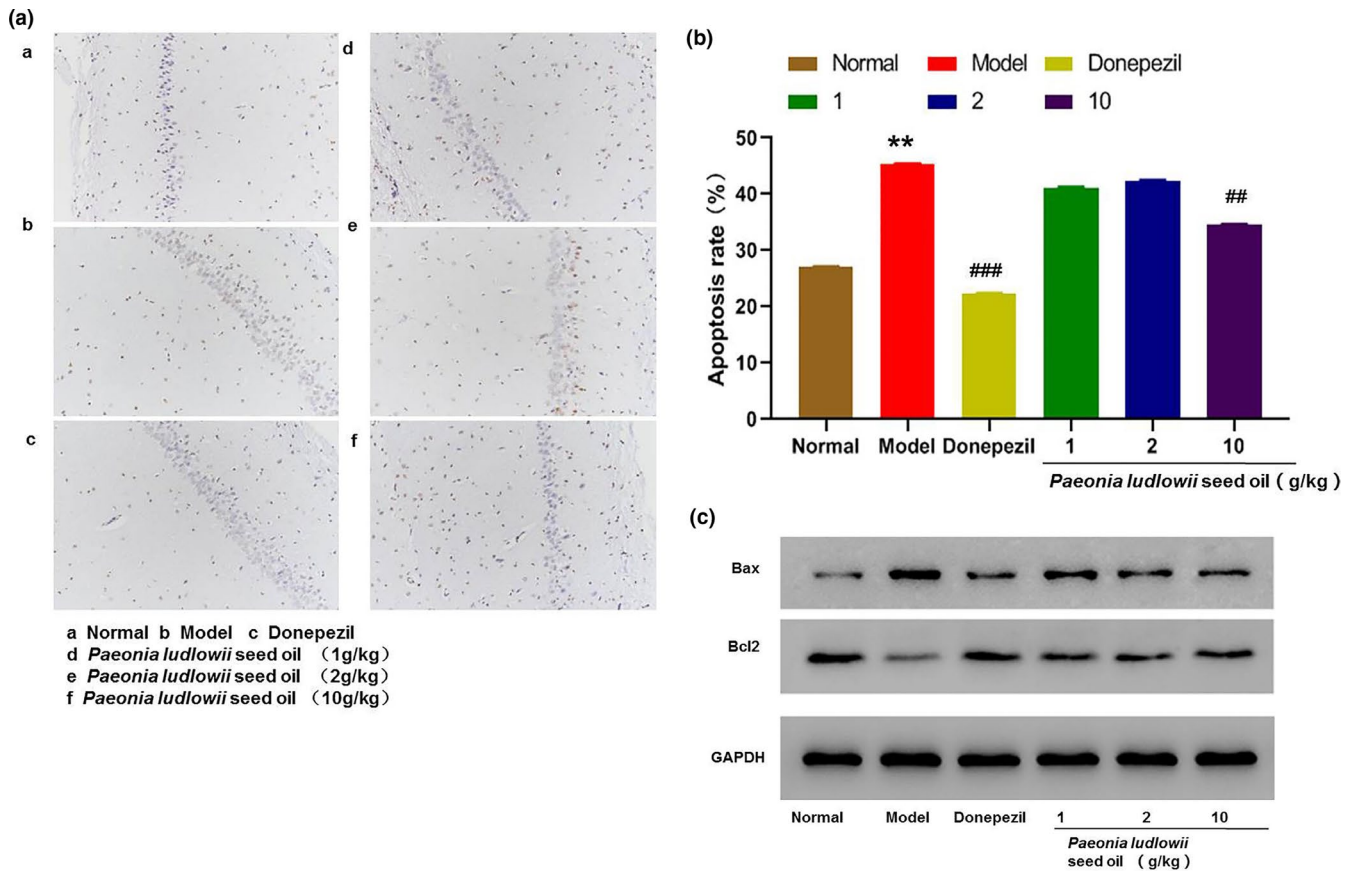 (a)
a
d
b
e
c
f
a Normal b Model c Donepezil
d Paeonia ludlowii seed oil （1g/kg）
e Paeonia ludlowii seed oil （2g/kg）
f Paeonia ludlowii seed oil （10g/kg）
(b)
Normal Model Donepezil
1 2 10
Apoptosis rate（%）
50
40
30
20
10
0
**
###
##
Normal Model Donepezil 1 2 10
Paeonia ludlowii seed oil（g/kg）
(c)
Bax
Bcl2
GAPDH
Normal Model Donepezil 1 2 10
Paeonia ludlowii
seed oil （g/kg）